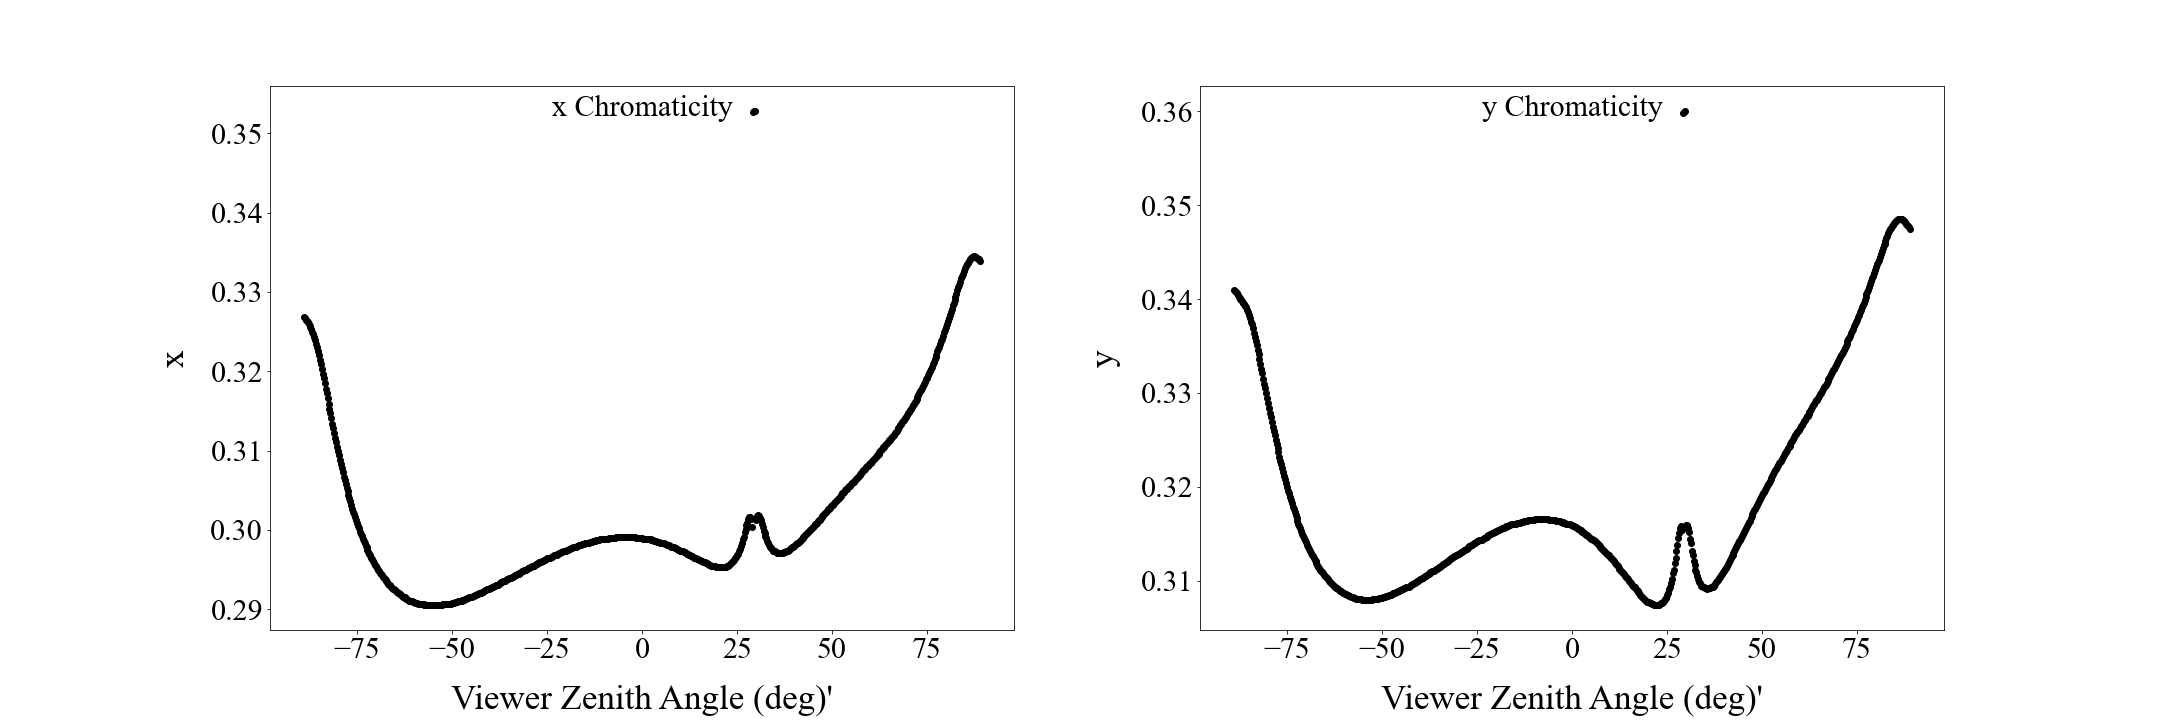 x Chromaticity
0.35
0.34
0.33
0.32
0.31
0.30
0.29
x
−75 −50 −25 0 25 50 75
Viewer Zenith Angle (deg)'
y Chromaticity
0.36
0.35
0.34
0.33
0.32
0.31
y
−75 −50 −25 0 25 50 75
Viewer Zenith Angle (deg)'